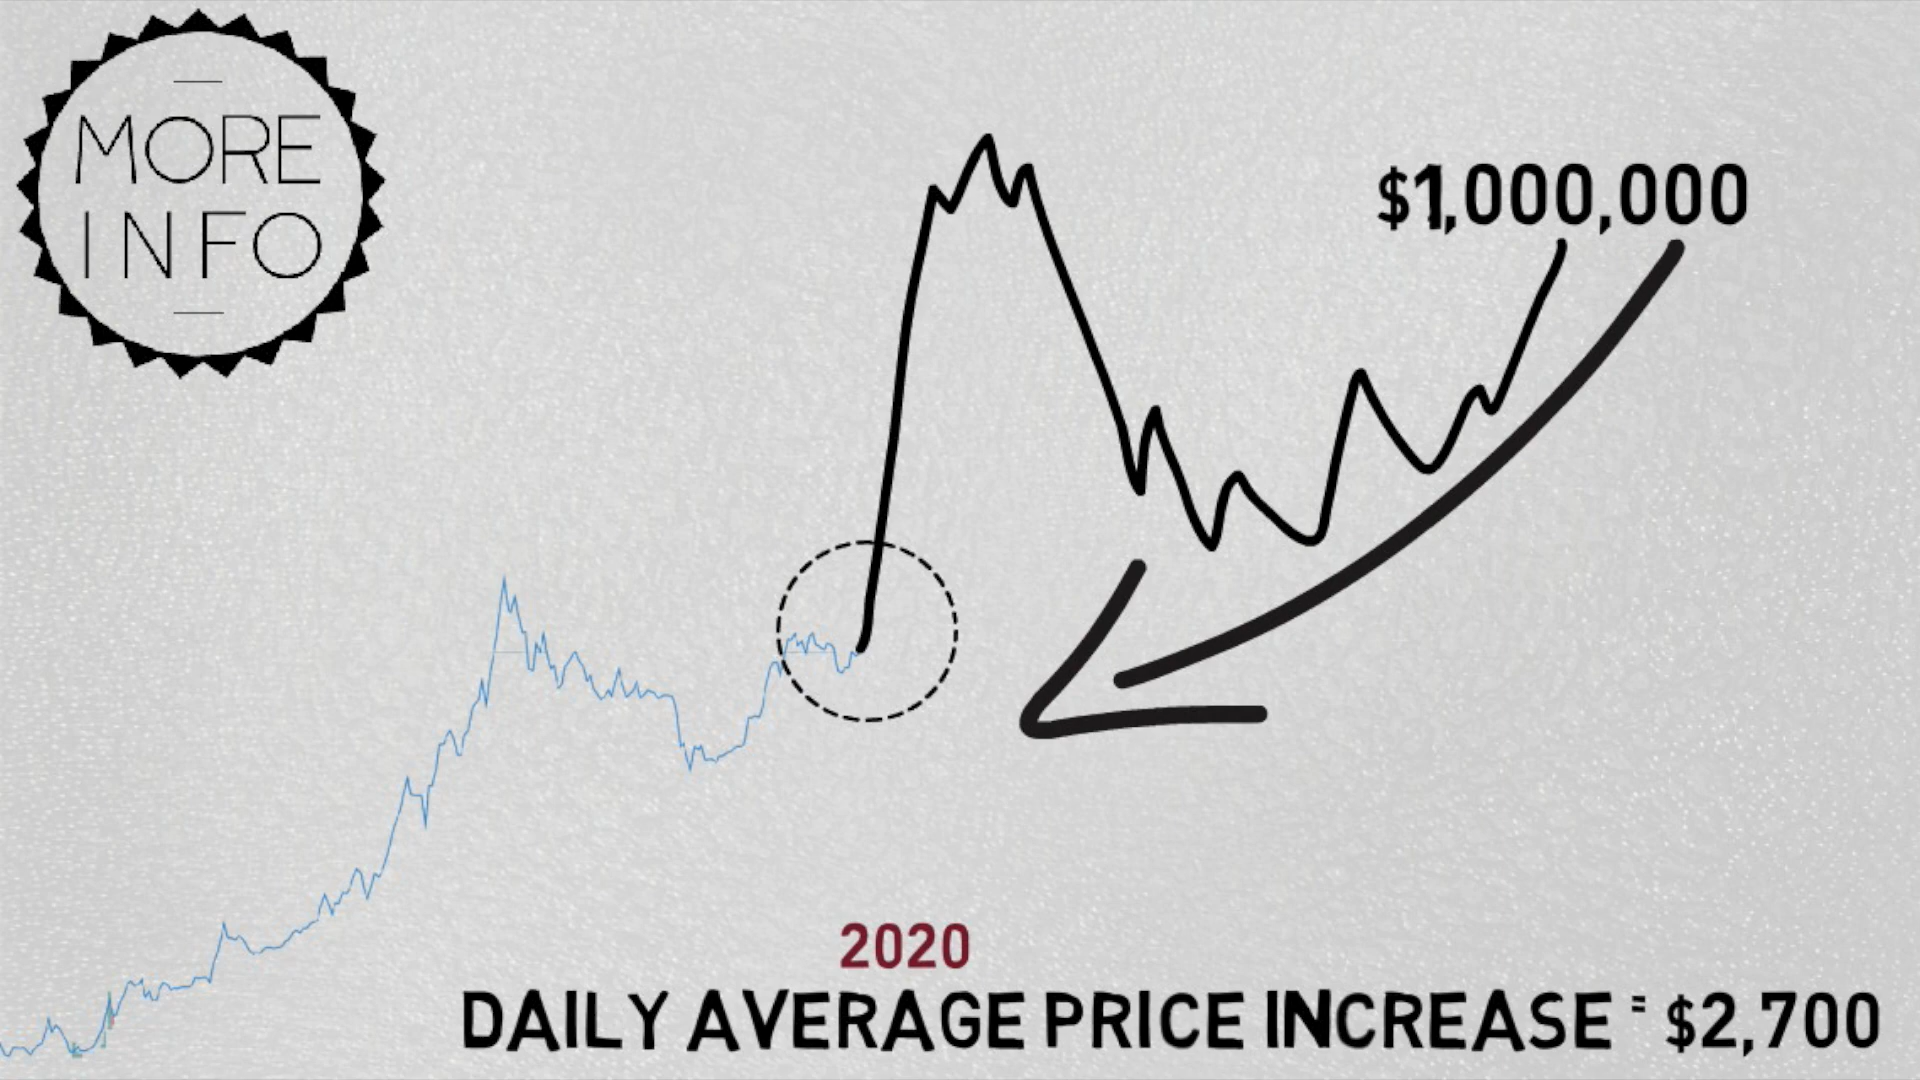 MORE
INFO
$1,000,000
2020
DAILY AVERAGE PRICE INCREASE = $2,700